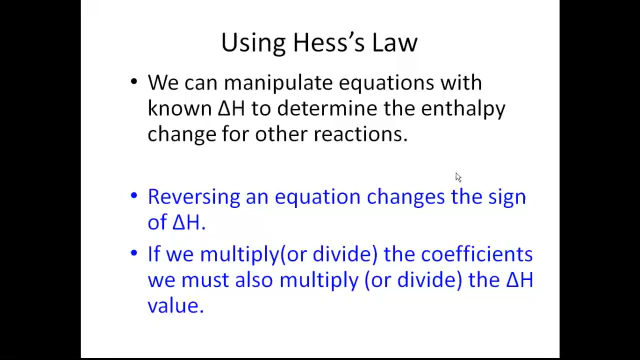 Using Hess's Law
• We can manipulate equations with
known ΔH to determine the enthalpy
change for other reactions.
• Reversing an equation changes the sign
of ΔH.
• If we multiply(or divide) the coefficients
we must also multiply (or divide) the ΔH
value.